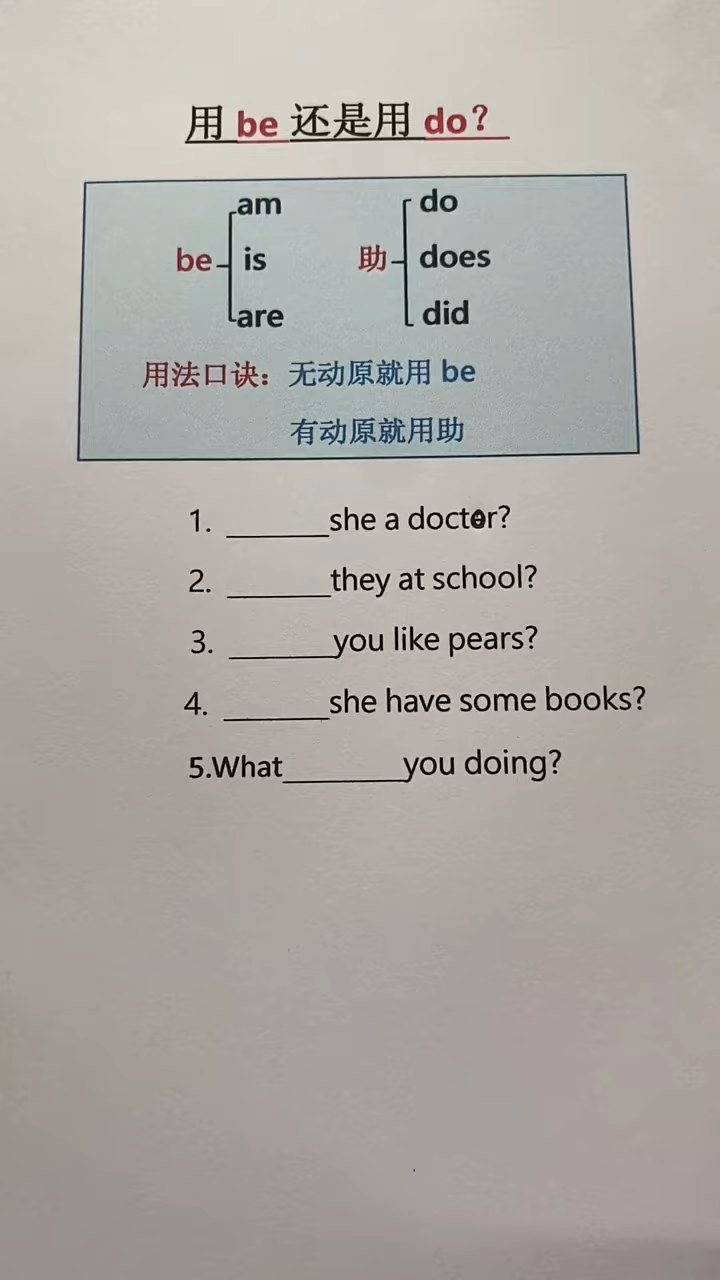 用 be 还是用 do？
am do
be is 助 does
are did
用法口诀：无动原就用 be
有动原就用助
1. ______she a doctor?
2. ______they at school?
3. ______you like pears?
4. ______she have some books?
5.What_______you doing?